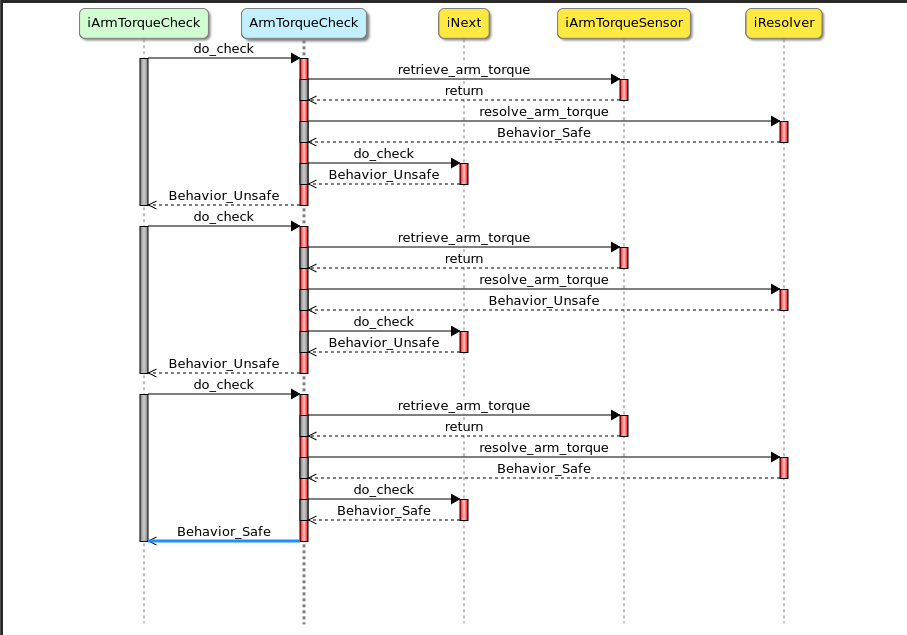 iArmTorqueCheck ArmTorqueCheck iNext iArmTorqueSensor iResolver
do_check
retrieve_arm_torque
return
resolve_arm_torque
Behavior_Safe
do_check
Behavior_Unsafe
Behavior_Unsafe
do_check
retrieve_arm_torque
return
resolve_arm_torque
Behavior_Unsafe
do_check
Behavior_Unsafe
Behavior_Unsafe
do_check
retrieve_arm_torque
return
resolve_arm_torque
Behavior_Safe
do_check
Behavior_Safe
Behavior_Safe